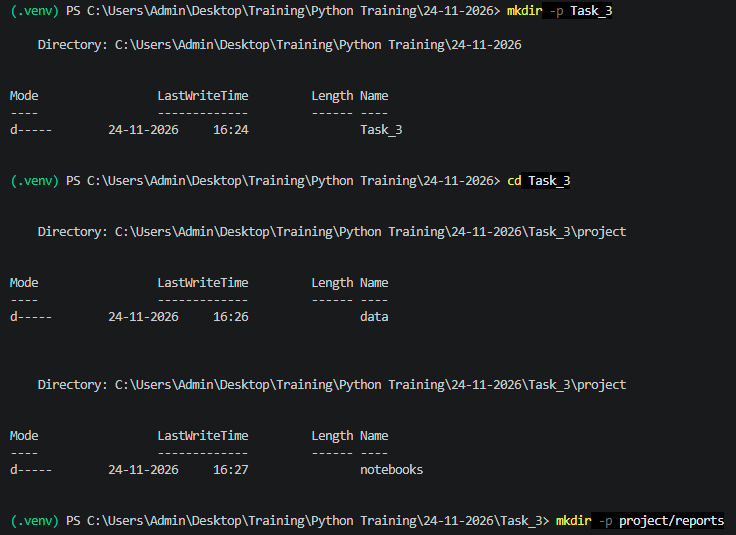 (.venv) PS C:\Users\Admin\Desktop\Training\Python Training\24-11-2026> mkdir -p Task_3
Directory: C:\Users\Admin\Desktop\Training\Python Training\24-11-2026
Mode LastWriteTime Length Name
---- ------------- ------ ----
d----- 24-11-2026 16:24 Task_3
(.venv) PS C:\Users\Admin\Desktop\Training\Python Training\24-11-2026> cd Task_3
Directory: C:\Users\Admin\Desktop\Training\Python Training\24-11-2026\Task_3\project
Mode LastWriteTime Length Name
---- ------------- ------ ----
d----- 24-11-2026 16:26 data
Directory: C:\Users\Admin\Desktop\Training\Python Training\24-11-2026\Task_3\project
Mode LastWriteTime Length Name
---- ------------- ------ ----
d----- 24-11-2026 16:27 notebooks
(.venv) PS C:\Users\Admin\Desktop\Training\Python Training\24-11-2026\Task_3> mkdir -p project/reports